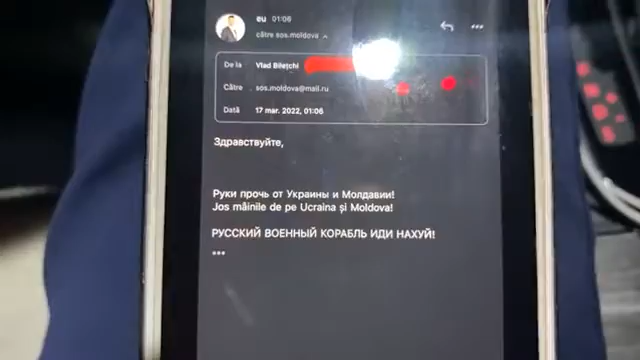 eu 01:06
către sos.moldova
De la Vlad Bilețchi
Către sos.moldova@mail.ru
Dată 17 mar. 2022, 01:06
Здравствуйте,
Руки прочь от Украины и Молдавии!
Jos mâinile de pe Ucraina și Moldova!
РУССКИЙ ВОЕННЫЙ КОРАБЛЬ ИДИ НАХУЙ!